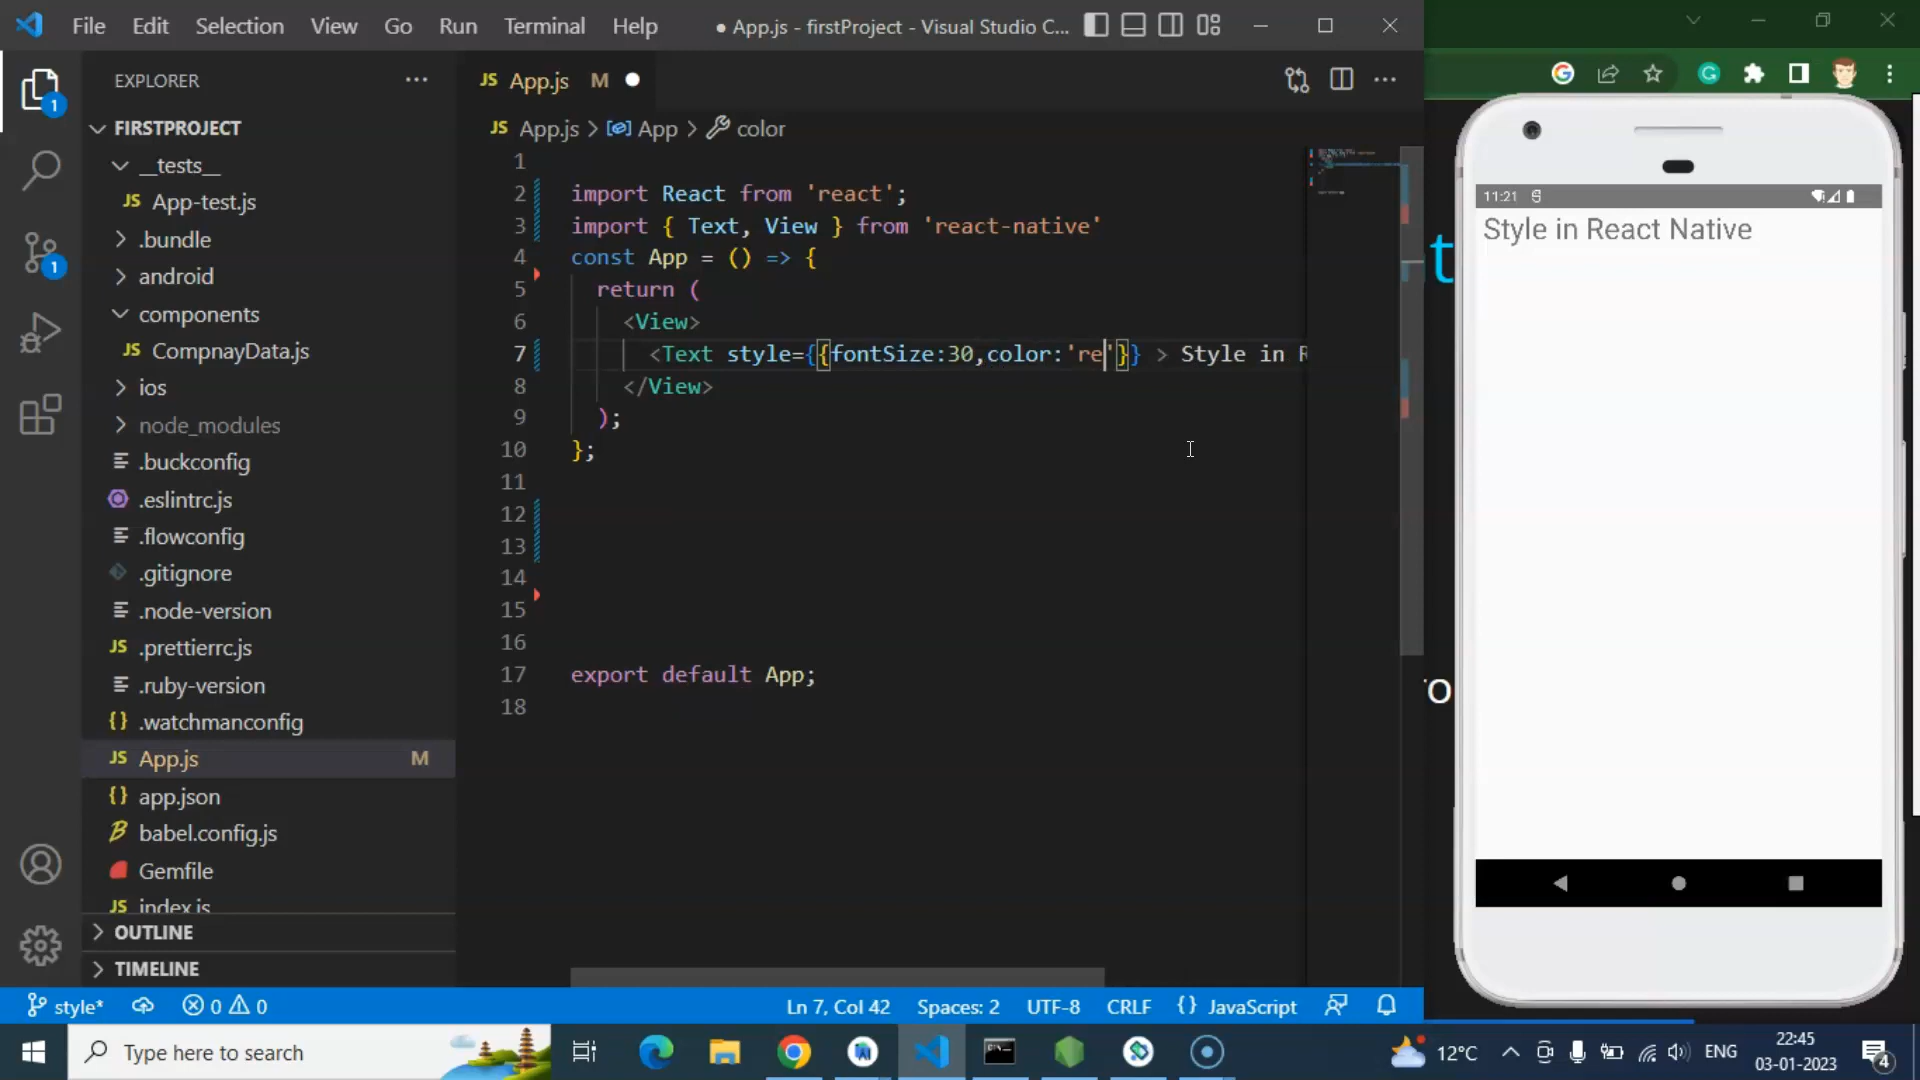 File Edit Selection View Go Run Terminal Help ● App.js - firstProject - Visual Studio C...
EXPLORER
JS App.js M
JS App.js > App > color
FIRSTPROJECT
__tests__
JS App-test.js
.bundle
android
components
JS CompnayData.js
ios
node_modules
.buckconfig
.eslintrc.js
.flowconfig
.gitignore
.node-version
JS .prettierrc.js
.ruby-version
{} .watchmanconfig
JS App.js M
{} app.json
babel.config.js
Gemfile
JS index.js
OUTLINE
TIMELINE
1
1
1
2 import React from 'react';
3 import { Text, View } from 'react-native'
4 const App = () => {
5 return (
6 <View>
7 <Text style={{fontSize:30,color:'re'}} > Style in R
8 </View>
9 );
10 };
11
12
13
14
15
16
17 export default App;
18
11:21
Style in React Native
t
ro
style* 0 0 Ln 7, Col 42 Spaces: 2 UTF-8 CRLF {} JavaScript
Type here to search 12°C ENG
22:45
03-01-2023
4